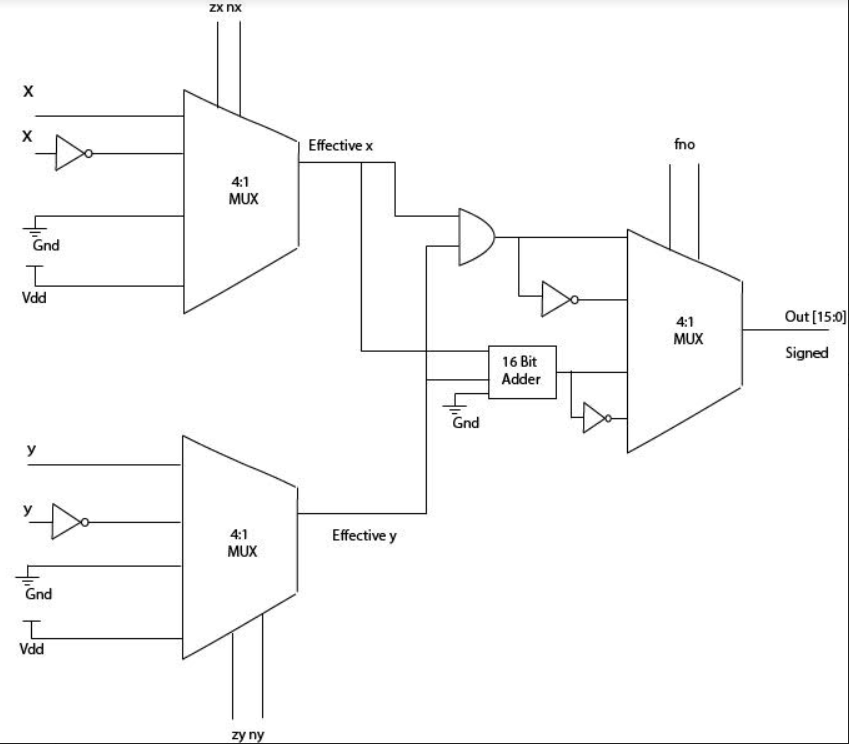 zx nx
X
X
4:1
MUX
Gnd
Vdd
Effective x
fno
4:1
MUX
Out [15:0]
Signed
16 Bit
Adder
Gnd
y
y
4:1
MUX
Effective y
Gnd
Vdd
zy ny